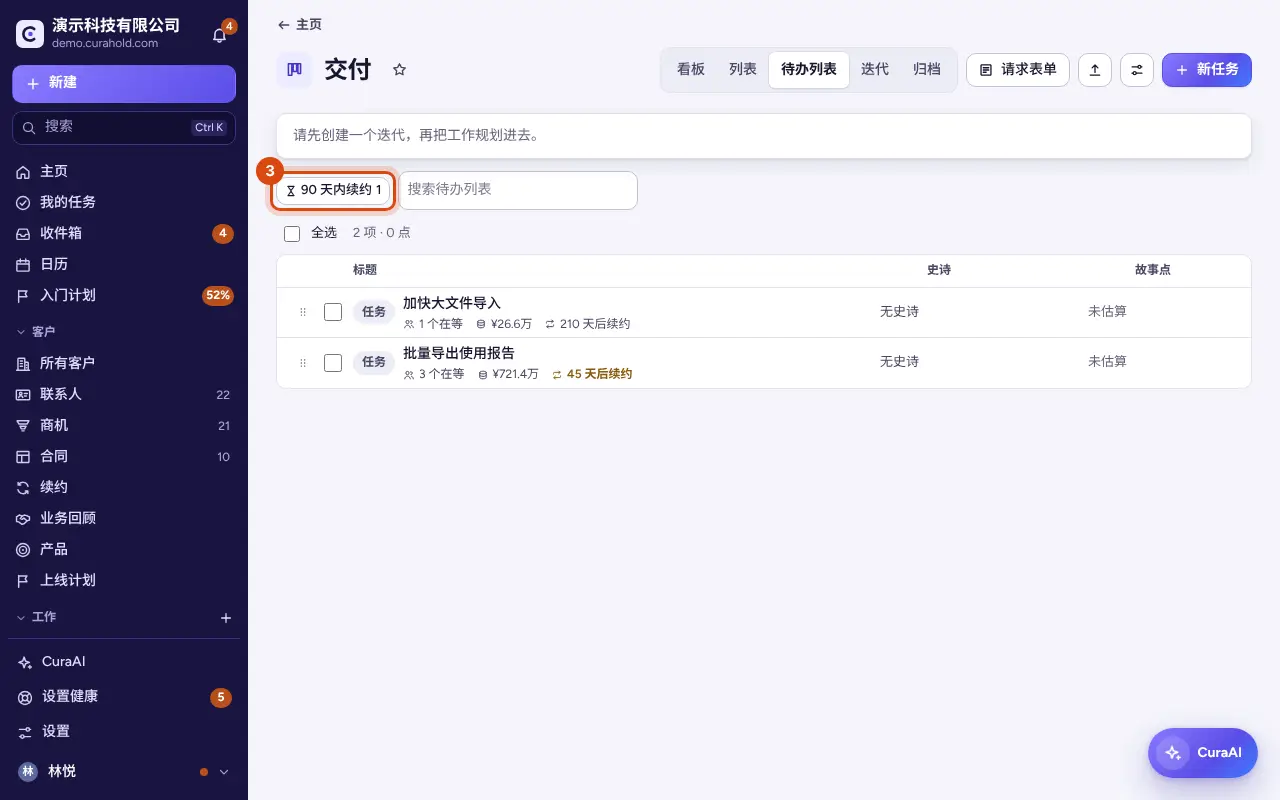 演示科技有限公司
demo.curahold.com
4
新建
搜索
Ctrl K
主页
我的任务
收件箱 4
日历
入门计划 52%
客户
所有客户
联系人 22
商机 21
合同 10
续约
业务回顾
产品
上线计划
工作
CuraAI
设置健康 5
设置
林 林悦
主页
交付
看板 列表 待办列表 迭代 归档
请求表单
新任务
请先创建一个迭代，再把工作规划进去。
3
90 天内续约 1
搜索待办列表
全选 2 项 · 0 点
标题 史诗 故事点
任务 加快大文件导入 无史诗 未估算
1 个在等 ¥26.6万 210 天后续约
任务 批量导出使用报告 无史诗 未估算
3 个在等 ¥721.4万 45 天后续约
CuraAI